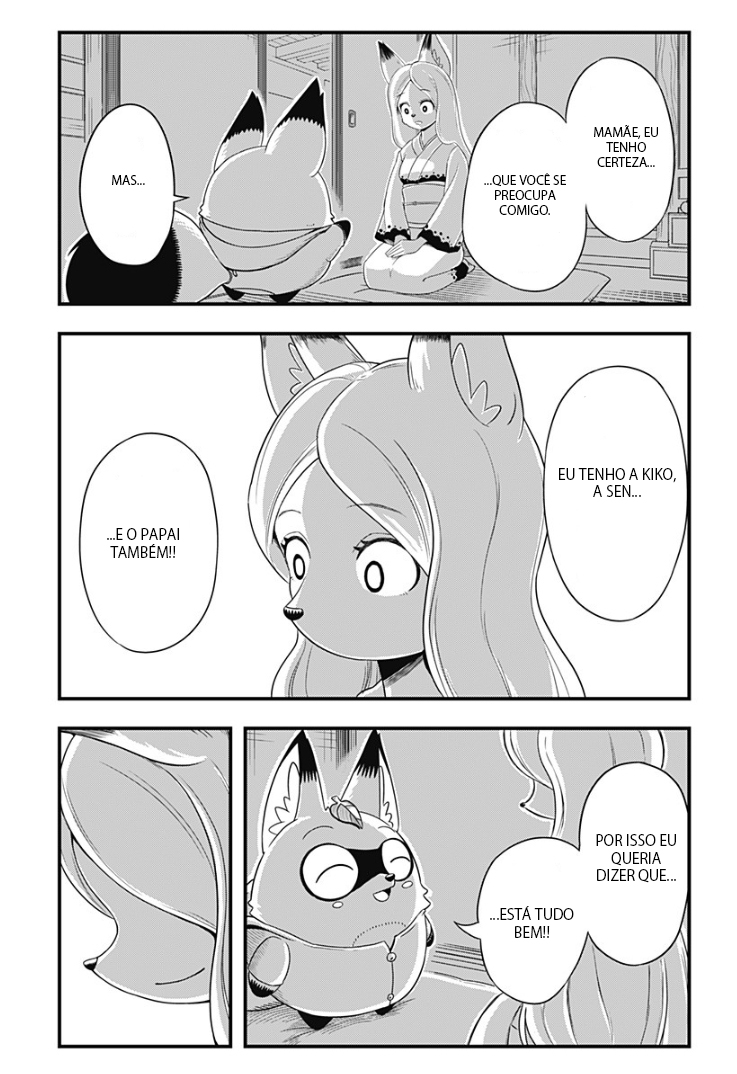 MAMÃE, EU
TENHO
CERTEZA...
...QUE VOCÊ SE
PREOCUPA
COMIGO.
MAS...
EU TENHO A KIKO,
A SEN...
...E O PAPAI
TAMBÉM!!
POR ISSO EU
QUERIA
DIZER QUE...
...ESTÁ TUDO
BEM!!